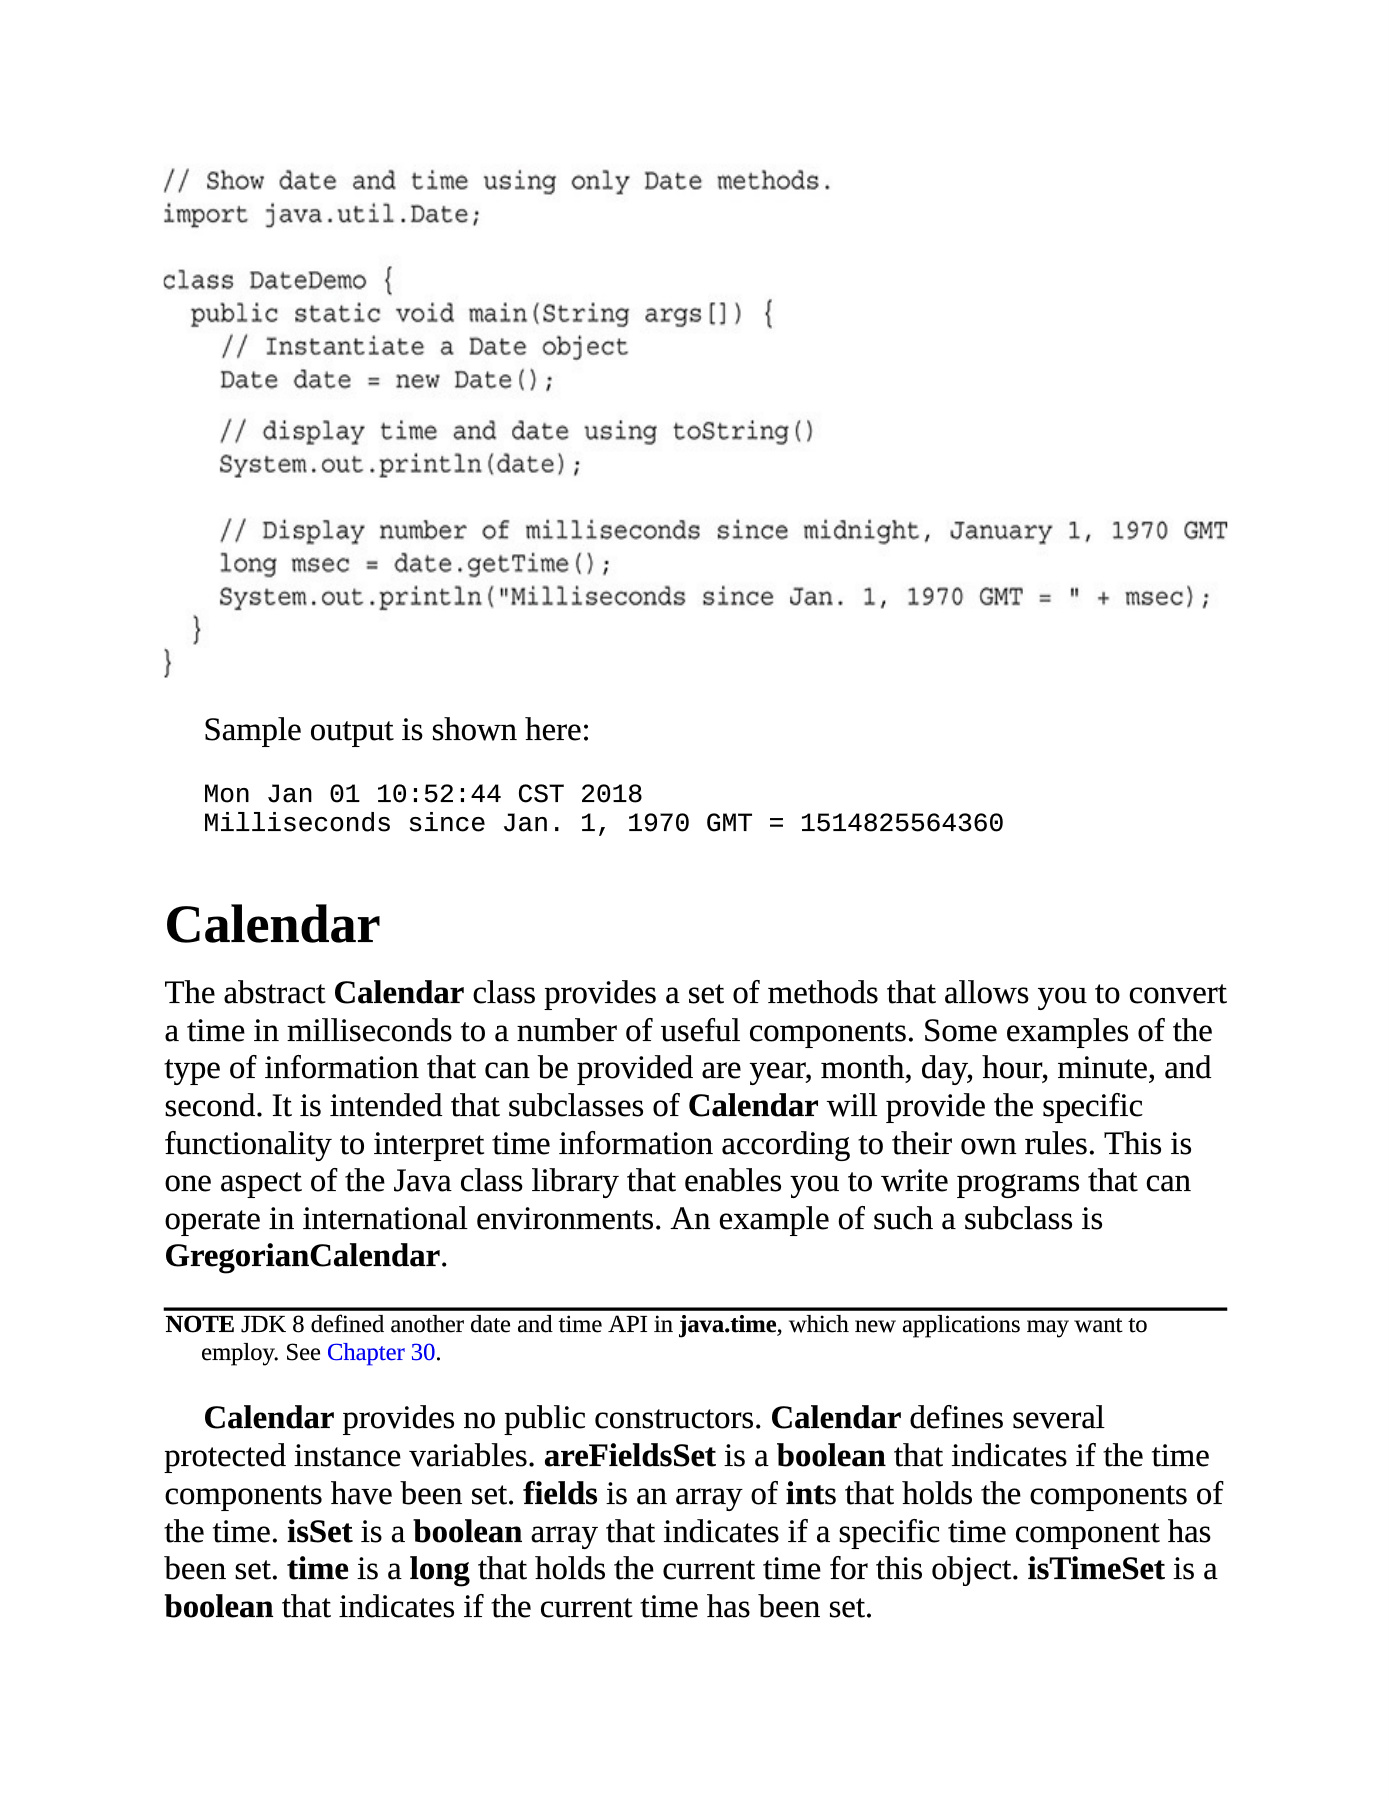 // Show date and time using only Date methods.
import java.util.Date;
class DateDemo {
public static void main(String args[]) {
// Instantiate a Date object
Date date = new Date();
// display time and date using toString()
System.out.println(date);
// Display number of milliseconds since midnight, January 1, 1970 GMT
long msec = date.getTime();
System.out.println("Milliseconds since Jan. 1, 1970 GMT = " + msec);
}
}
Sample output is shown here:
Mon Jan 01 10:52:44 CST 2018
Milliseconds since Jan. 1, 1970 GMT = 1514825564360
Calendar
The abstract Calendar class provides a set of methods that allows you to convert
a time in milliseconds to a number of useful components. Some examples of the
type of information that can be provided are year, month, day, hour, minute, and
second. It is intended that subclasses of Calendar will provide the specific
functionality to interpret time information according to their own rules. This is
one aspect of the Java class library that enables you to write programs that can
operate in international environments. An example of such a subclass is
GregorianCalendar.
NOTE JDK 8 defined another date and time API in java.time, which new applications may want to
employ. See Chapter 30.
Calendar provides no public constructors. Calendar defines several
protected instance variables. areFieldsSet is a boolean that indicates if the time
components have been set. fields is an array of ints that holds the components of
the time. isSet is a boolean array that indicates if a specific time component has
been set. time is a long that holds the current time for this object. isTimeSet is a
boolean that indicates if the current time has been set.